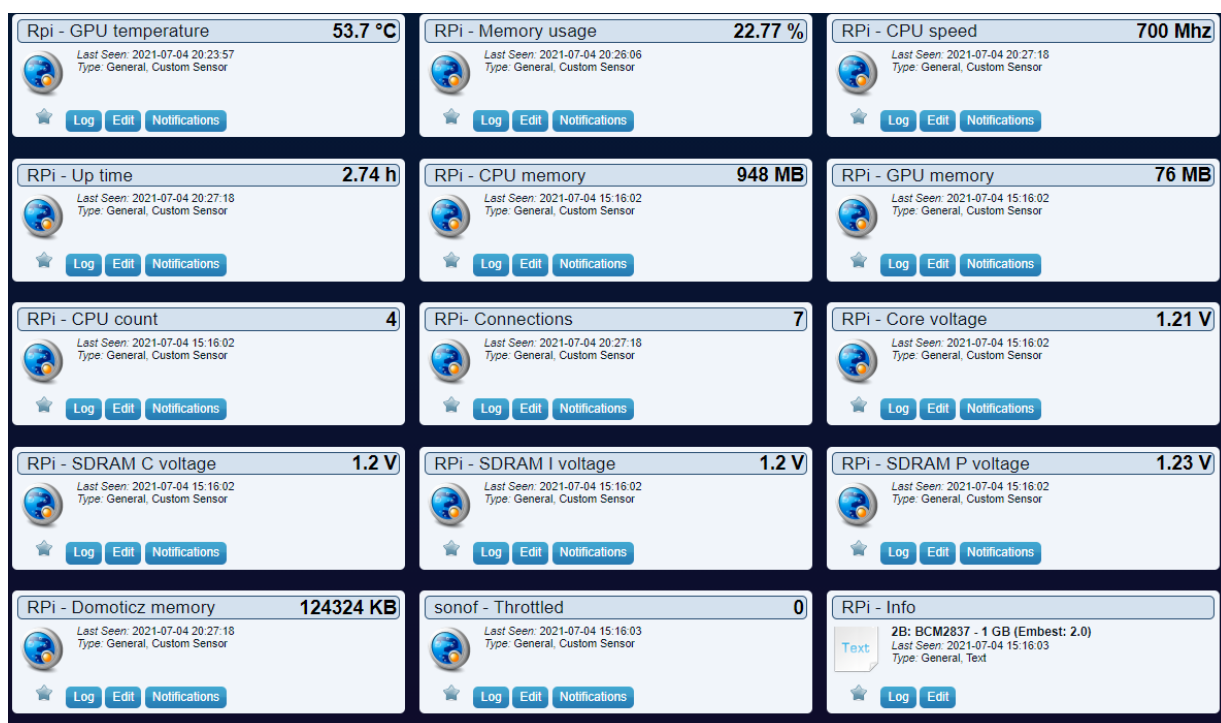 Rpi - GPU temperature 53.7 °C
Last Seen: 2021-07-04 20:23:57
Type: General, Custom Sensor
Log Edit Notifications
RPi - Memory usage 22.77 %
Last Seen: 2021-07-04 20:26:06
Type: General, Custom Sensor
Log Edit Notifications
RPi - CPU speed 700 Mhz
Last Seen: 2021-07-04 20:27:18
Type: General, Custom Sensor
Log Edit Notifications
RPi - Up time 2.74 h
Last Seen: 2021-07-04 20:27:18
Type: General, Custom Sensor
Log Edit Notifications
RPi - CPU memory 948 MB
Last Seen: 2021-07-04 15:16:02
Type: General, Custom Sensor
Log Edit Notifications
RPi - GPU memory 76 MB
Last Seen: 2021-07-04 15:16:02
Type: General, Custom Sensor
Log Edit Notifications
RPi - CPU count 4
Last Seen: 2021-07-04 15:16:02
Type: General, Custom Sensor
Log Edit Notifications
RPi- Connections 7
Last Seen: 2021-07-04 20:27:18
Type: General, Custom Sensor
Log Edit Notifications
RPi - Core voltage 1.21 V
Last Seen: 2021-07-04 15:16:02
Type: General, Custom Sensor
Log Edit Notifications
RPi - SDRAM C voltage 1.2 V
Last Seen: 2021-07-04 15:16:02
Type: General, Custom Sensor
Log Edit Notifications
RPi - SDRAM I voltage 1.2 V
Last Seen: 2021-07-04 15:16:02
Type: General, Custom Sensor
Log Edit Notifications
RPi - SDRAM P voltage 1.23 V
Last Seen: 2021-07-04 15:16:02
Type: General, Custom Sensor
Log Edit Notifications
RPi - Domoticz memory 124324 KB
Last Seen: 2021-07-04 20:27:18
Type: General, Custom Sensor
Log Edit Notifications
sonof - Throttled 0
Last Seen: 2021-07-04 15:16:03
Type: General, Custom Sensor
Log Edit Notifications
RPi - Info
2B: BCM2837 - 1 GB (Embest: 2.0)
Text
Last Seen: 2021-07-04 15:16:03
Type: General, Text
Log Edit